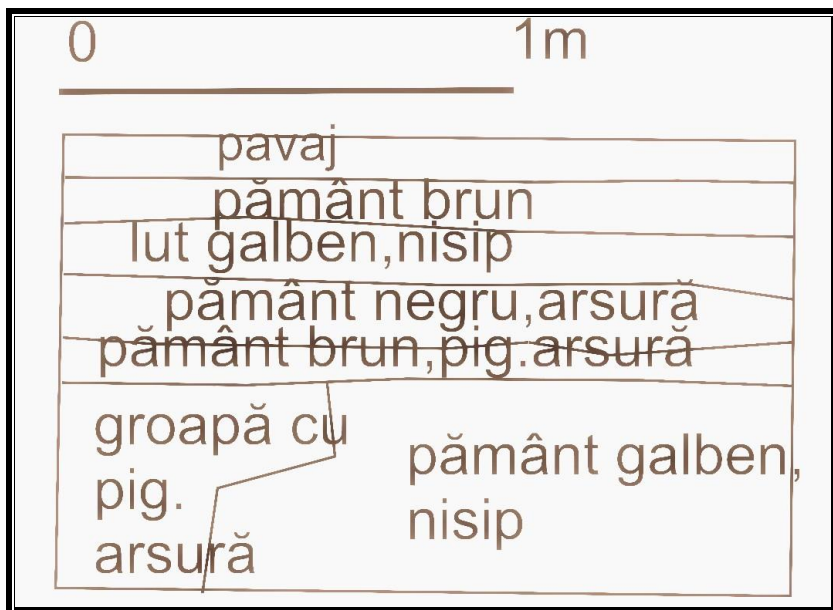 0 1m
pavaj
pământ brun
lut galben,nisip
pământ negru,arsură
pământ brun,pig.arsură
groapă cu
pig.
arsură
pământ galben,
nisip